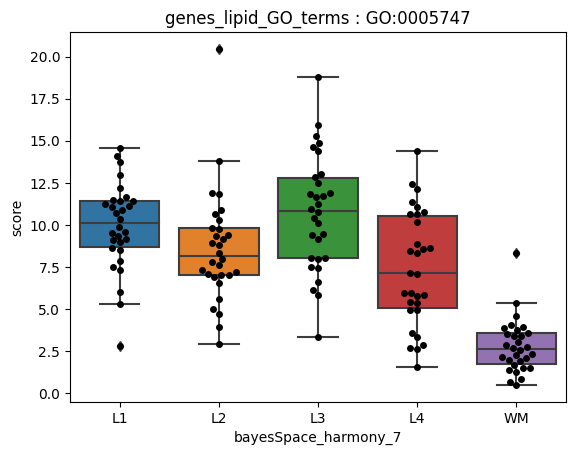 genes_lipid_GO_terms : GO:0005747
20.0
17.5
15.0
12.5
10.0
7.5
5.0
2.5
0.0
score
L1 L2 L3 L4 WM
bayesSpace_harmony_7